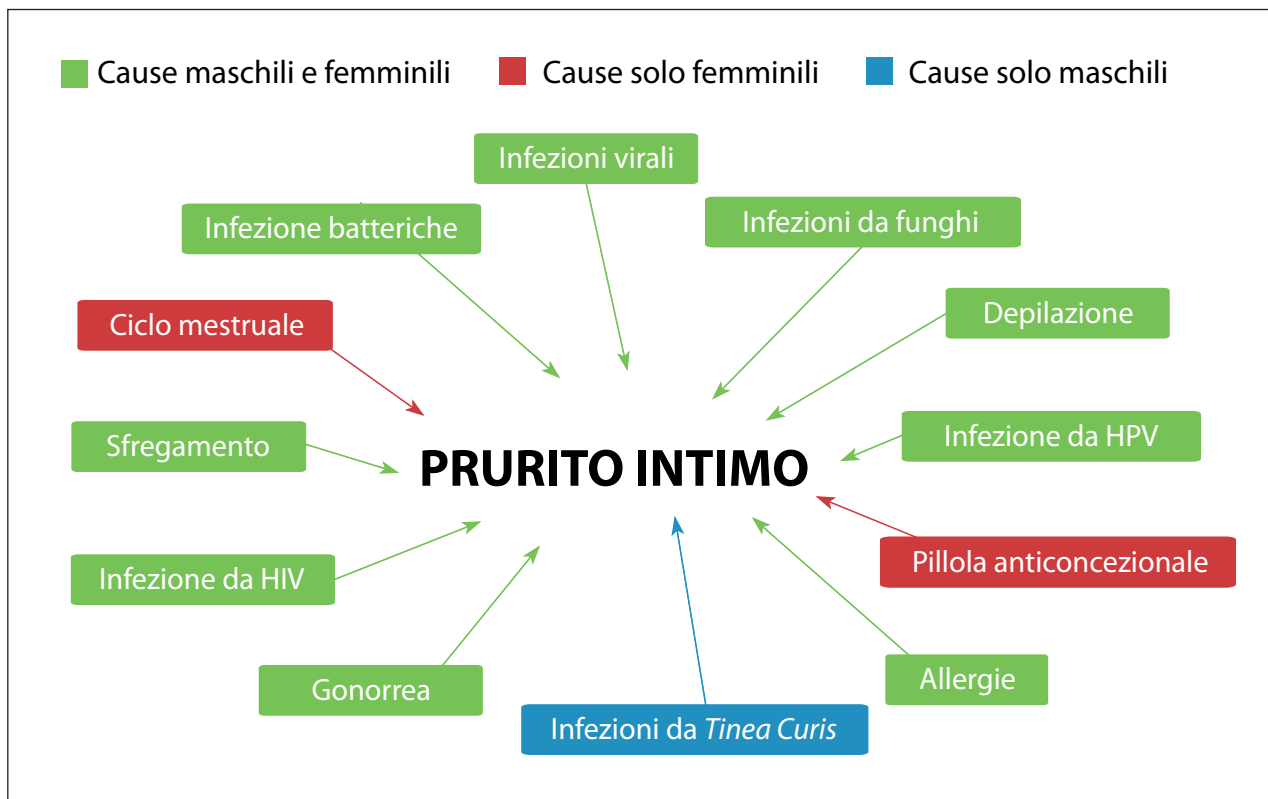 Cause maschili e femminili Cause solo femminili Cause solo maschili
Infezioni virali
Infezione batteriche
Infezioni da funghi
Ciclo mestruale
Depilazione
Sfregamento
Infezione da HPV
PRURITO INTIMO
Infezione da HIV
Pillola anticoncezionale
Gonorrea
Allergie
Infezioni da Tinea Curis